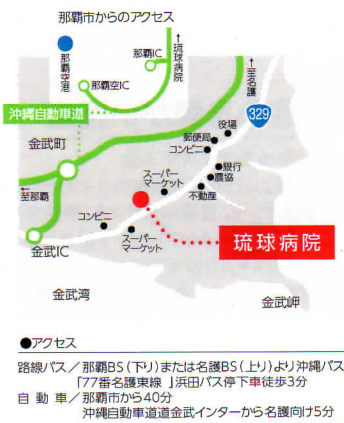 那覇市からのアクセス
那覇空港
那覇IC
那覇空IC
↑琉球病院
沖縄自動車道
↑至名護
329
金武町
役場
郵便局
コンビニ
銀行
農協
スーパー
マーケット
不動産
←至那覇
コンビニ
スーパー
マーケット
琉球病院
金武IC
金武湾
金武岬
●アクセス
路線バス／那覇BS(下り)または名護BS(上り)より沖縄バス
「77番名護東線 」浜田バス停下車徒歩3分
自 動 車／那覇市から40分
沖縄自動車道道金武インターから名護向け5分